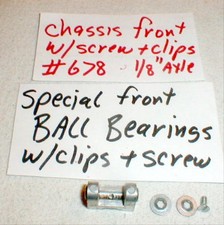 Chassis front
w/screw + clips
#678 - 1/8" Axle
Special front
BALL Bearings
w/clips + screw